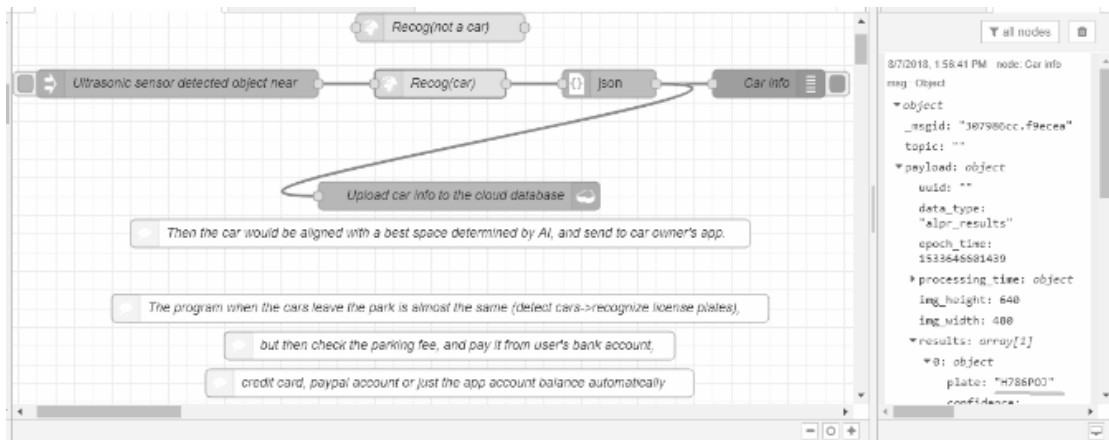 Recog(not a car)
Ultrasonic sensor detected object near
Recog(car)
json
Car info
Upload car info to the cloud database
Then the car would be aligned with a best space determined by AI, and send to car owner's app.
The program when the cars leave the park is almost the same (detect cars->recognize license plates),
but then check the parking fee, and pay it from user's bank account,
credit card, paypal account or just the app account balance automatically
all nodes
8/7/2018, 1:56:41 PM node: Car info
msg : Object
object
_msgid: "307986cc.f9ecea"
topic: ""
payload: object
uuid: ""
data_type:
"alpr_results"
epoch_time:
1533646601439
processing_time: object
img_height: 640
img_width: 480
results: array[1]
0: object
plate: "H786POJ"
confidence: